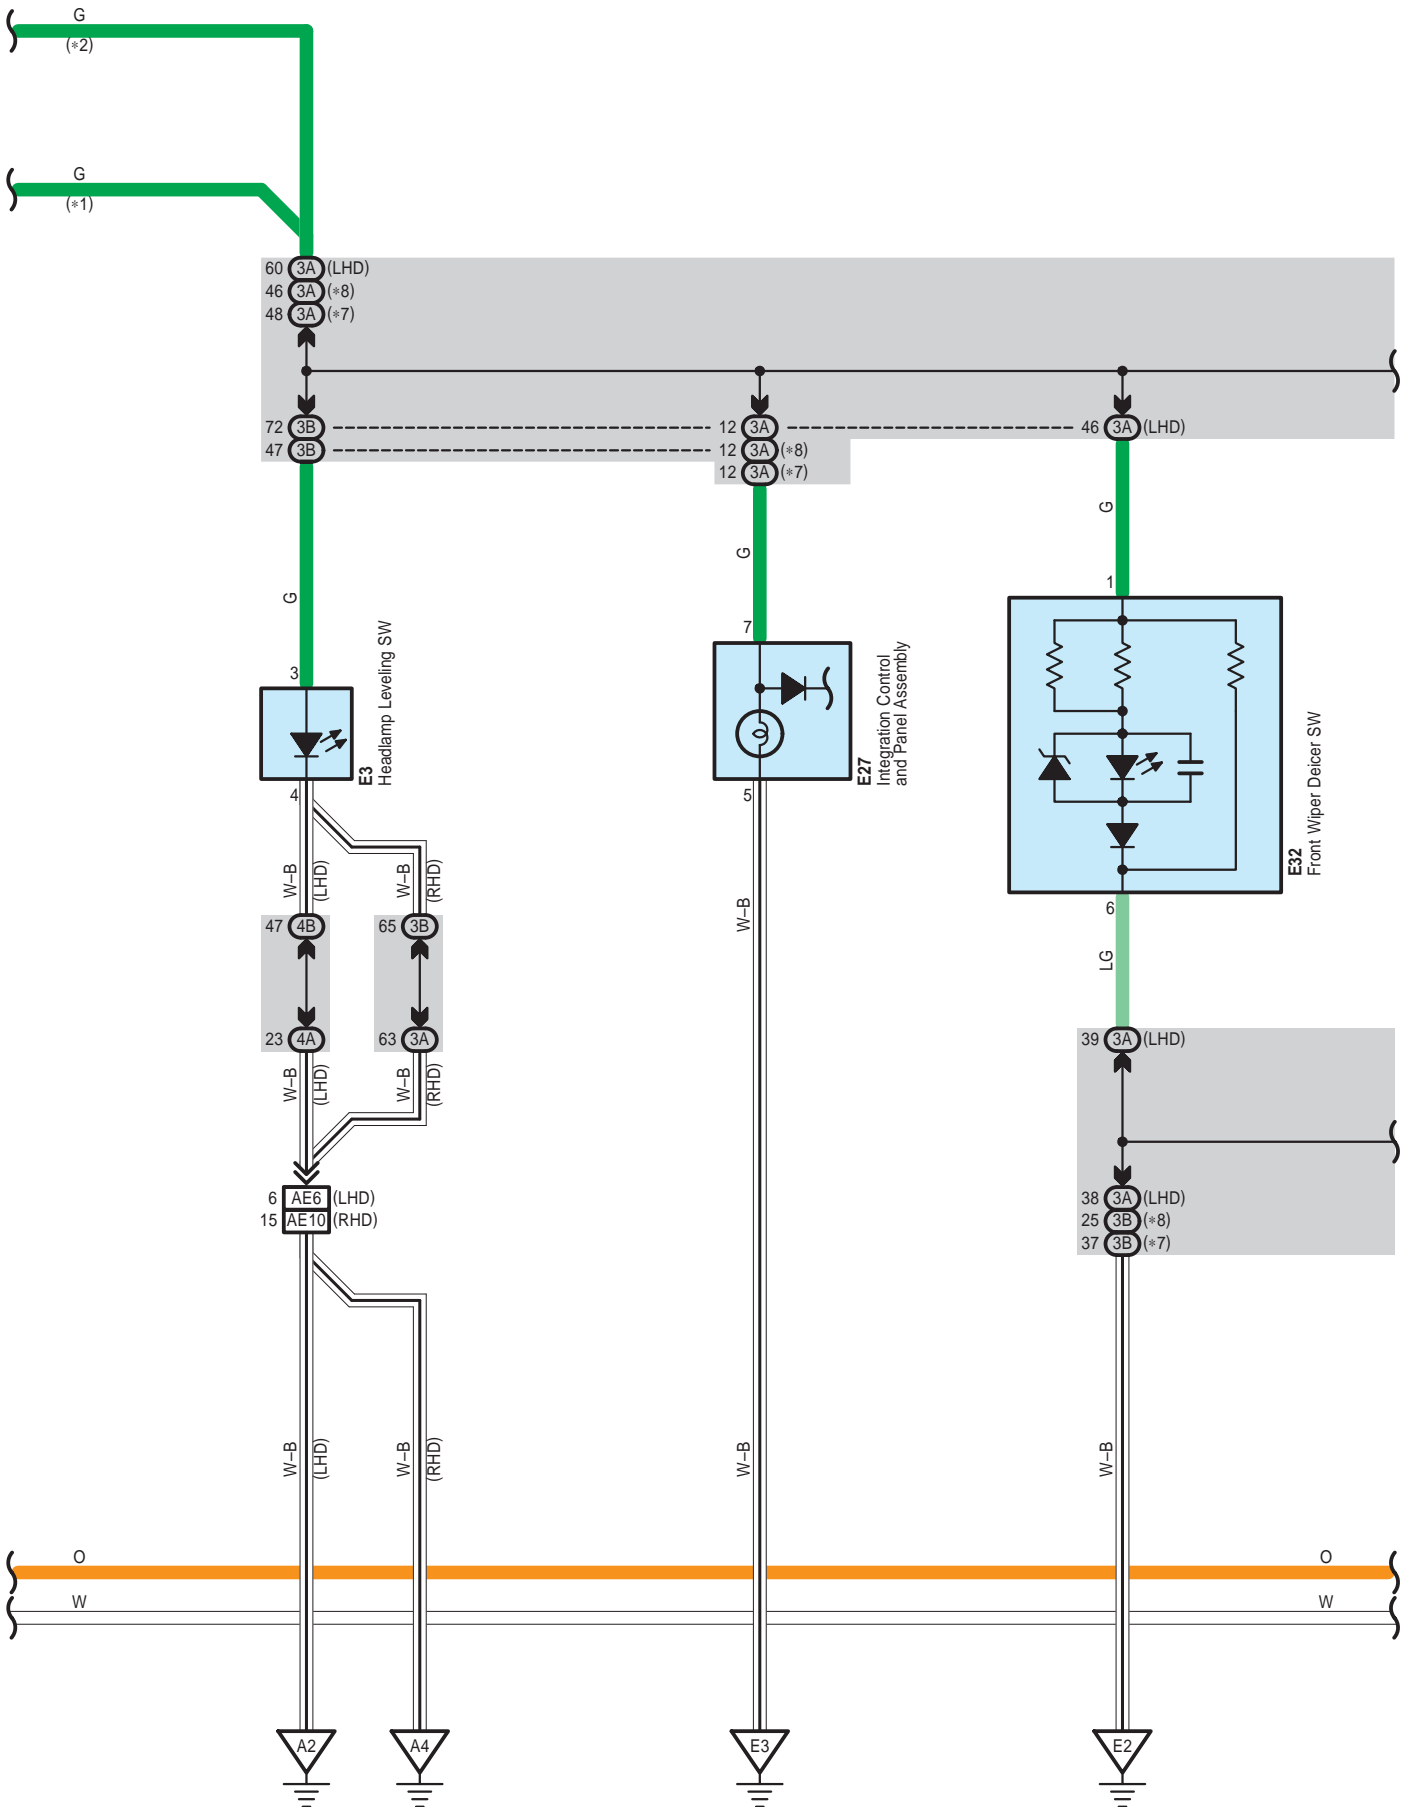 G
(*2)
G
(*1)
60 3A (LHD)
46 3A (*8)
48 3A (*7)
72 3B
12 3A
46 3A (LHD)
47 3B
12 3A (*8)
12 3A (*7)
G
G
G
3
7
1
E3
Headlamp Leveling SW
E27
Integration Control
and Panel Assembly
E32
Front Wiper Deicer SW
4
5
6
W–B
(LHD)
W–B
(RHD)
W–B
LG
47 4B
65 3B
23 4A
63 3A
39 3A (LHD)
W–B
(LHD)
W–B
(RHD)
6 AE6 (LHD)
15 AE10 (RHD)
38 3A (LHD)
25 3B (*8)
37 3B (*7)
W–B
(LHD)
W–B
(RHD)
W–B
W–B
O
O
W
W
A2
A4
E3
E2